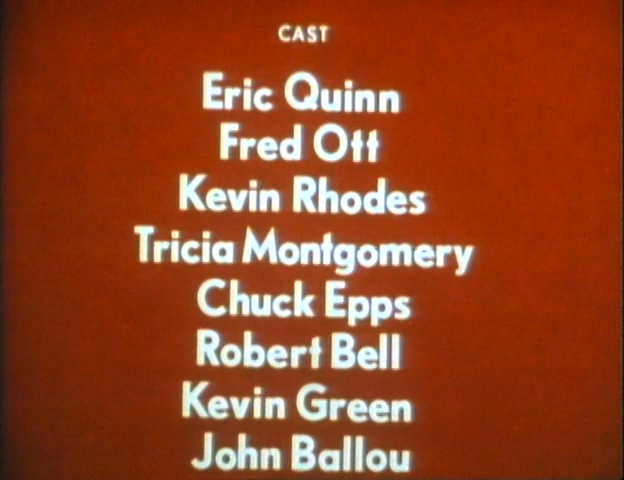 CAST
Eric Quinn
Fred Ott
Kevin Rhodes
Tricia Montgomery
Chuck Epps
Robert Bell
Kevin Green
John Ballou